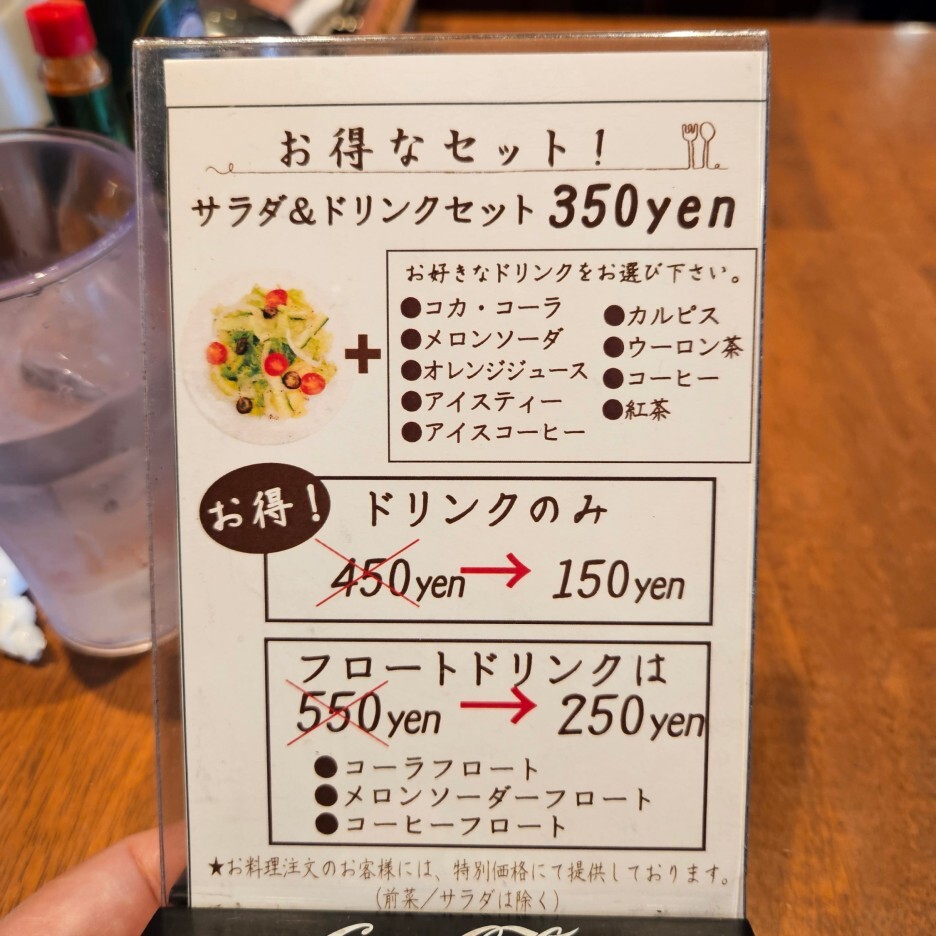 お得なセット！
サラダ&ドリンクセット 350yen
お好きなドリンクをお選び下さい。
●コカ・コーラ
●メロンソーダ
●オレンジジュース
●アイスティー
●アイスコーヒー
●カルピス
●ウーロン茶
●コーヒー
●紅茶
お得！
ドリンクのみ
450yen→150yen
フロートドリンクは
550yen→250yen
●コーラフロート
●メロンソーダーフロート
●コーヒーフロート
★お料理注文のお客様には、特別価格にて提供しております。
(前菜／サラダは除く)